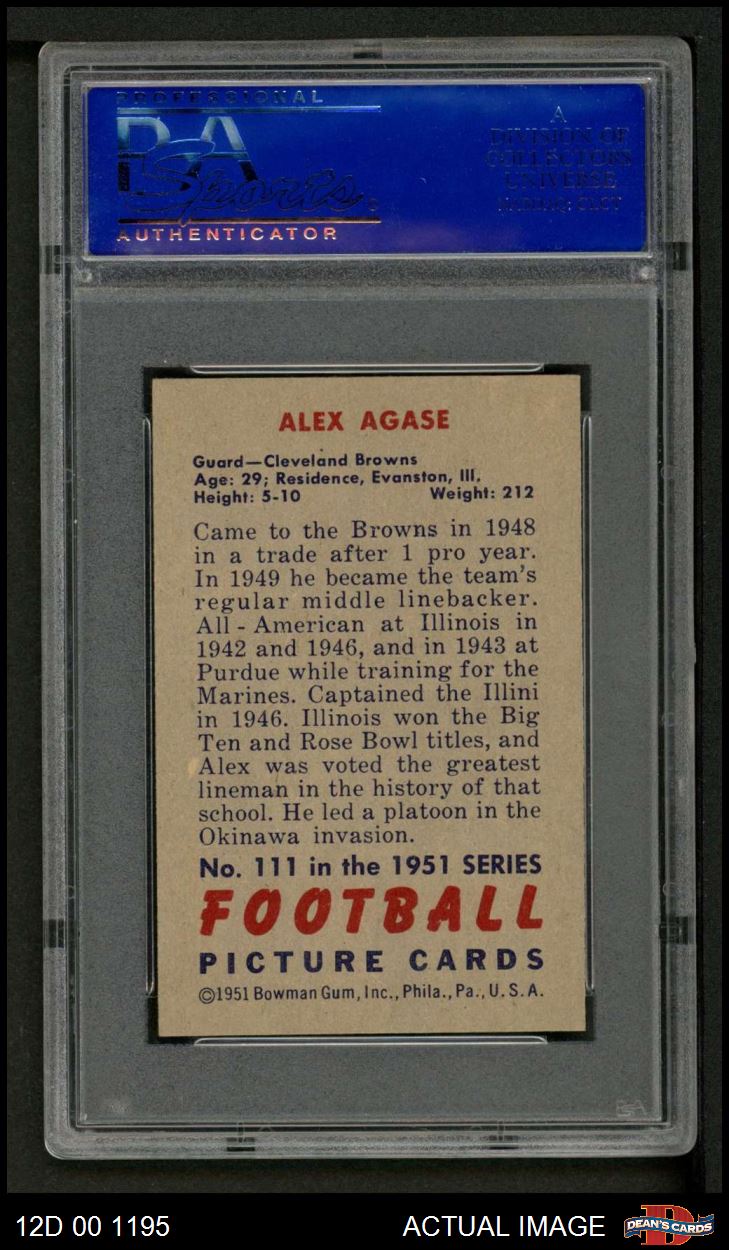 PROFESSIONAL
PSA
Sports
AUTHENTICATOR
A
DIVISION OF
COLLECTORS
UNIVERSE
NASDAQ: CLCT
ALEX AGASE
Guard—Cleveland Browns
Age: 29; Residence, Evanston, Ill.
Height: 5-10 Weight: 212
Came to the Browns in 1948
in a trade after 1 pro year.
In 1949 he became the team's
regular middle linebacker.
All - American at Illinois in
1942 and 1946, and in 1943 at
Purdue while training for the
Marines. Captained the Illini
in 1946. Illinois won the Big
Ten and Rose Bowl titles, and
Alex was voted the greatest
lineman in the history of that
school. He led a platoon in the
Okinawa invasion.
No. 111 in the 1951 SERIES
FOOTBALL
PICTURE CARDS
©1951 Bowman Gum, Inc., Phila., Pa., U. S. A.
PSA
12D 00 1195 ACTUAL IMAGE DEAN'S CARDS